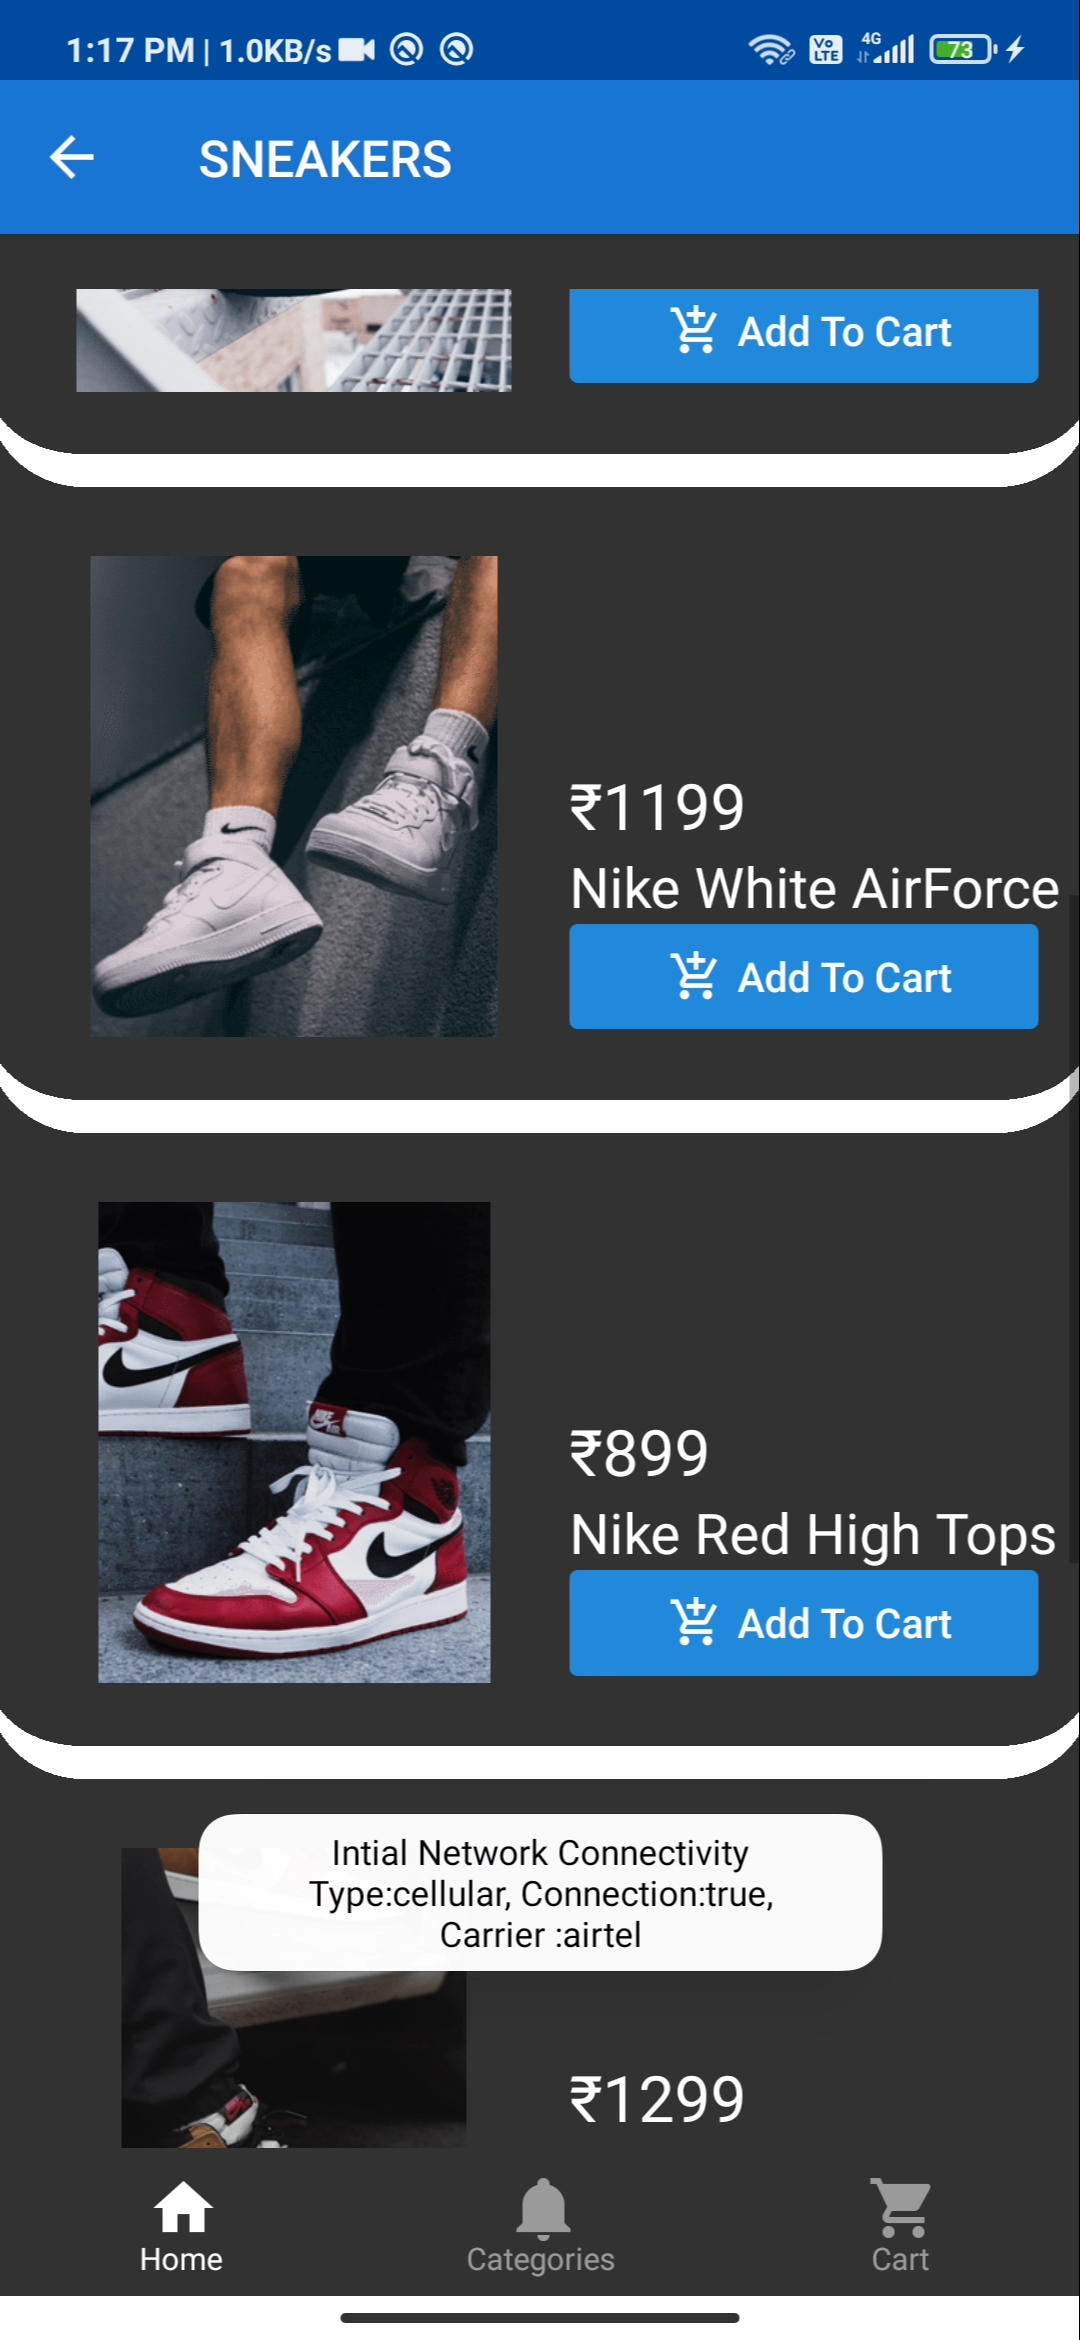 1:17 PM | 1.0KB/s
Vo LTE
4G
73
SNEAKERS
Add To Cart
₹1199
Nike White AirForce
Add To Cart
₹899
Nike Red High Tops
Add To Cart
Intial Network Connectivity
Type:cellular, Connection:true,
Carrier :airtel
₹1299
Home
Categories
Cart